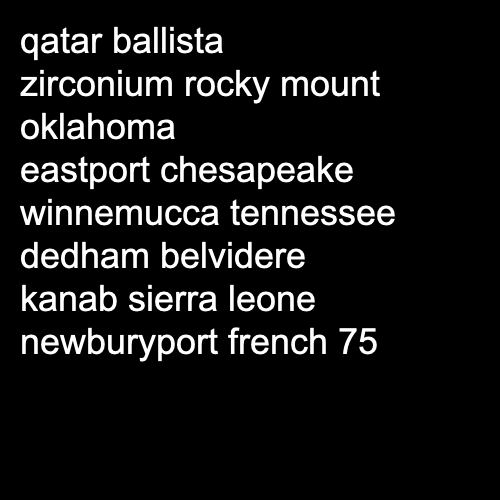 qatar ballista
zirconium rocky mount
oklahoma
eastport chesapeake
winnemucca tennessee
dedham belvidere
kanab sierra leone
newburyport french 75